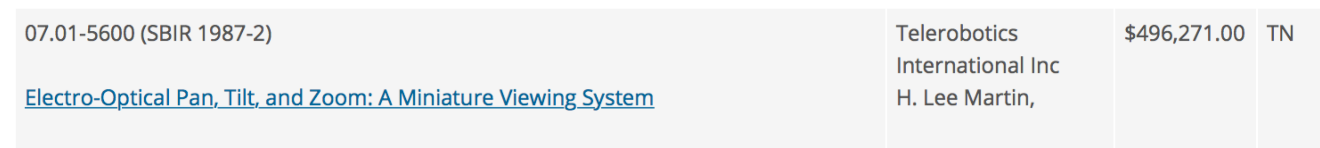 07.01-5600 (SBIR 1987-2)
Electro-Optical Pan, Tilt, and Zoom: A Miniature Viewing System
Telerobotics
International Inc
H. Lee Martin,
$496,271.00
TN